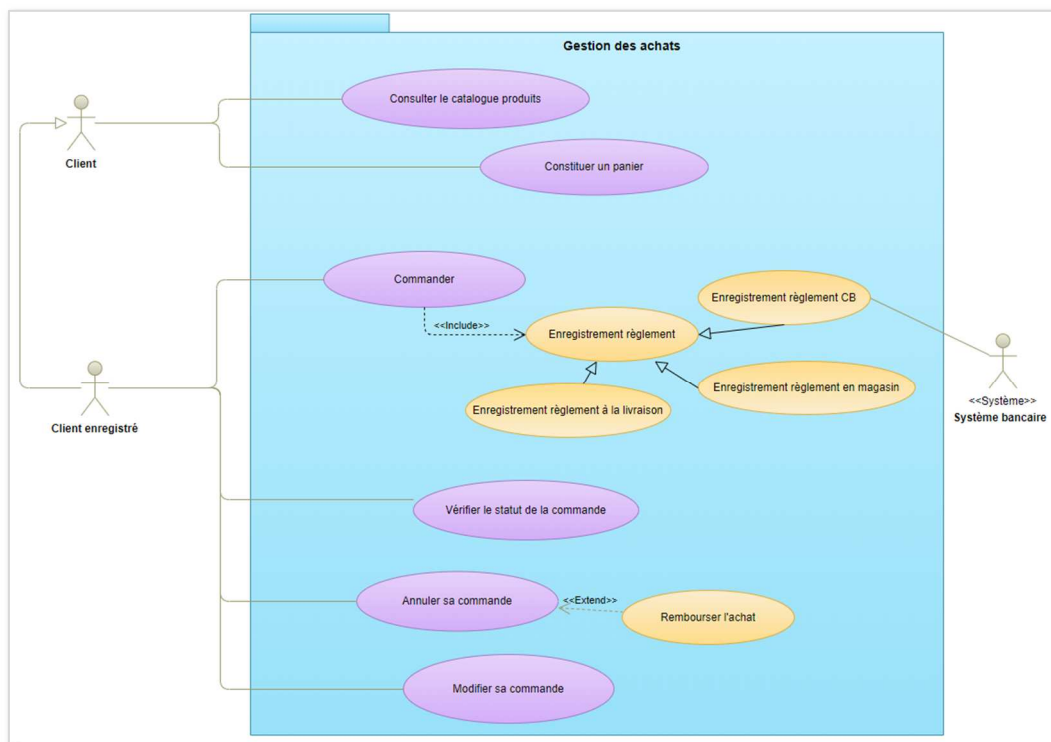 Gestion des achats
Consulter le catalogue produits
Client
Constituer un panier
Commander
Enregistrement règlement CB
<<Include>>
Enregistrement règlement
Enregistrement règlement en magasin
<<Système>>
Système bancaire
Enregistrement règlement à la livraison
Client enregistré
Vérifier le statut de la commande
Annuler sa commande
<<Extend>>
Rembourser l'achat
Modifier sa commande